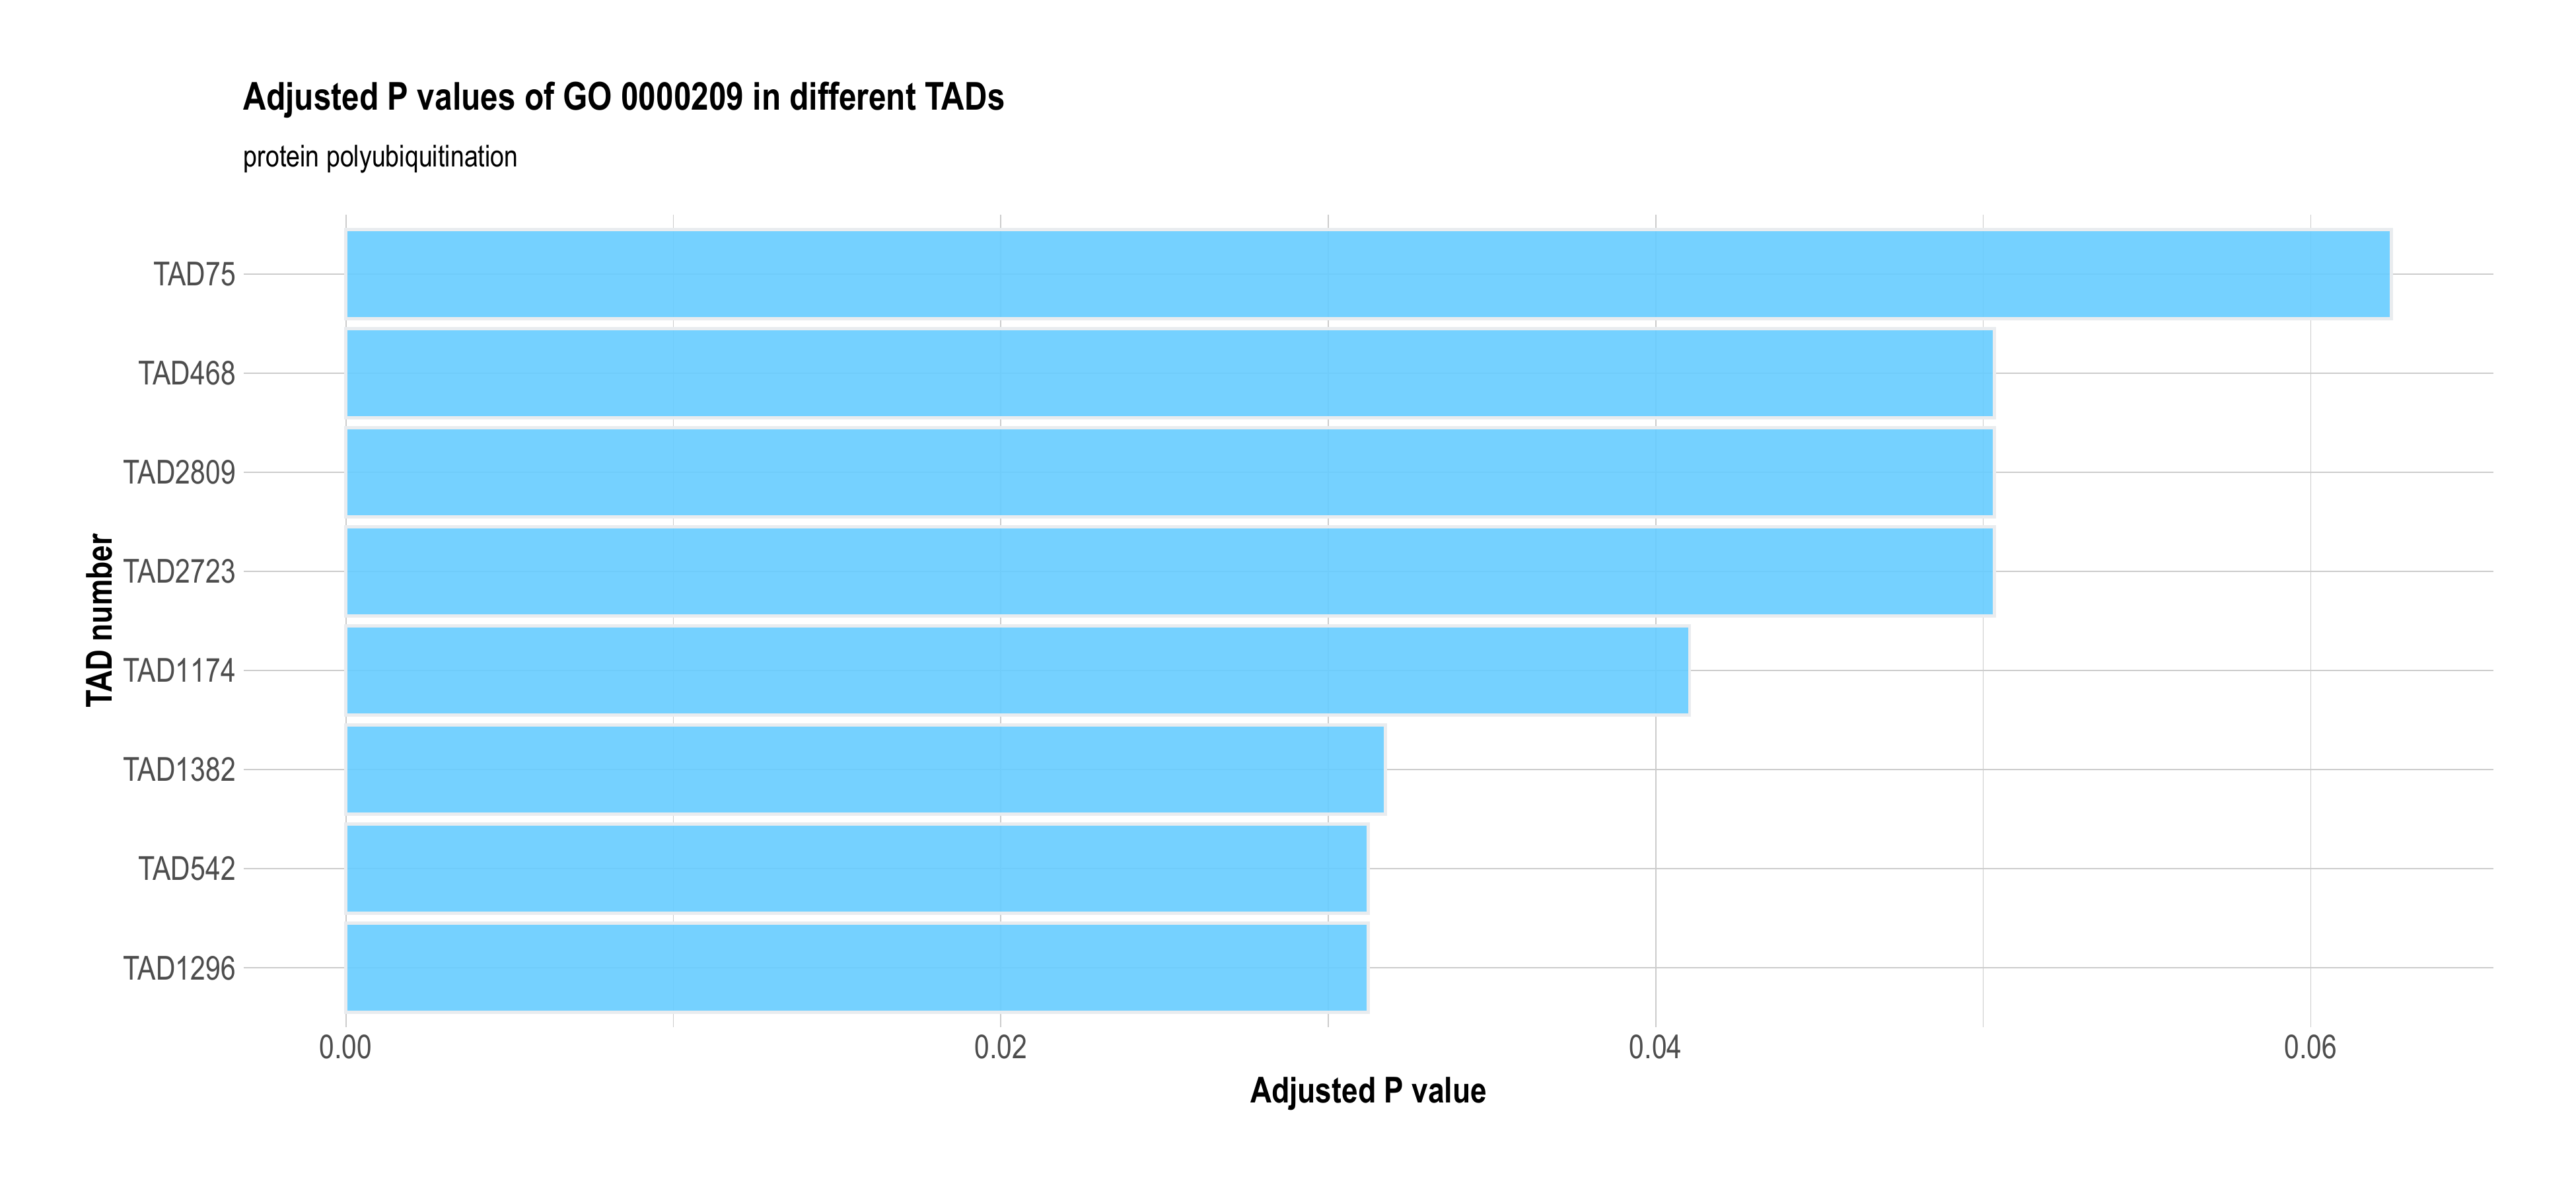 Adjusted P values of GO 0000209 in different TADs
protein polyubiquitination
TAD number
TAD75
TAD468
TAD2809
TAD2723
TAD1174
TAD1382
TAD542
TAD1296
0.00 0.02 0.04 0.06
Adjusted P value